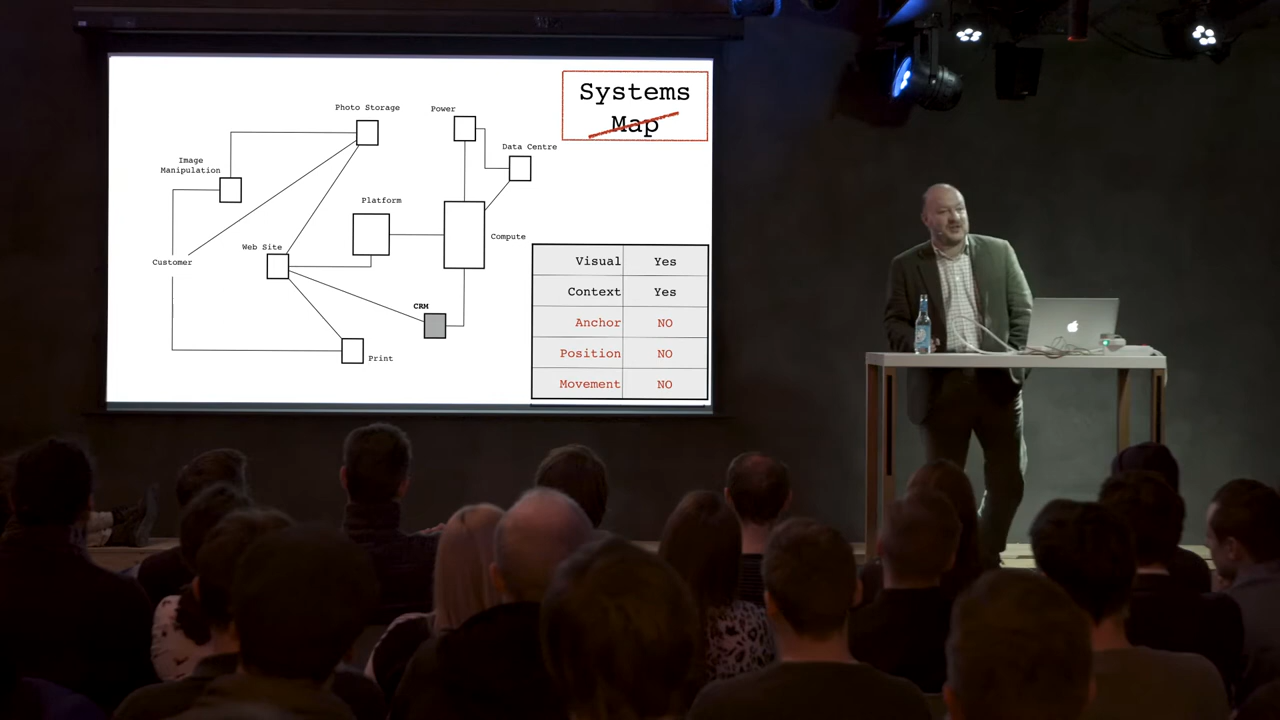 Systems
Map
Photo Storage
Power
Data Centre
Image
Manipulation
Platform
Web Site
Compute
Customer
CRM
Print
Visual Yes
Context Yes
Anchor NO
Position NO
Movement NO